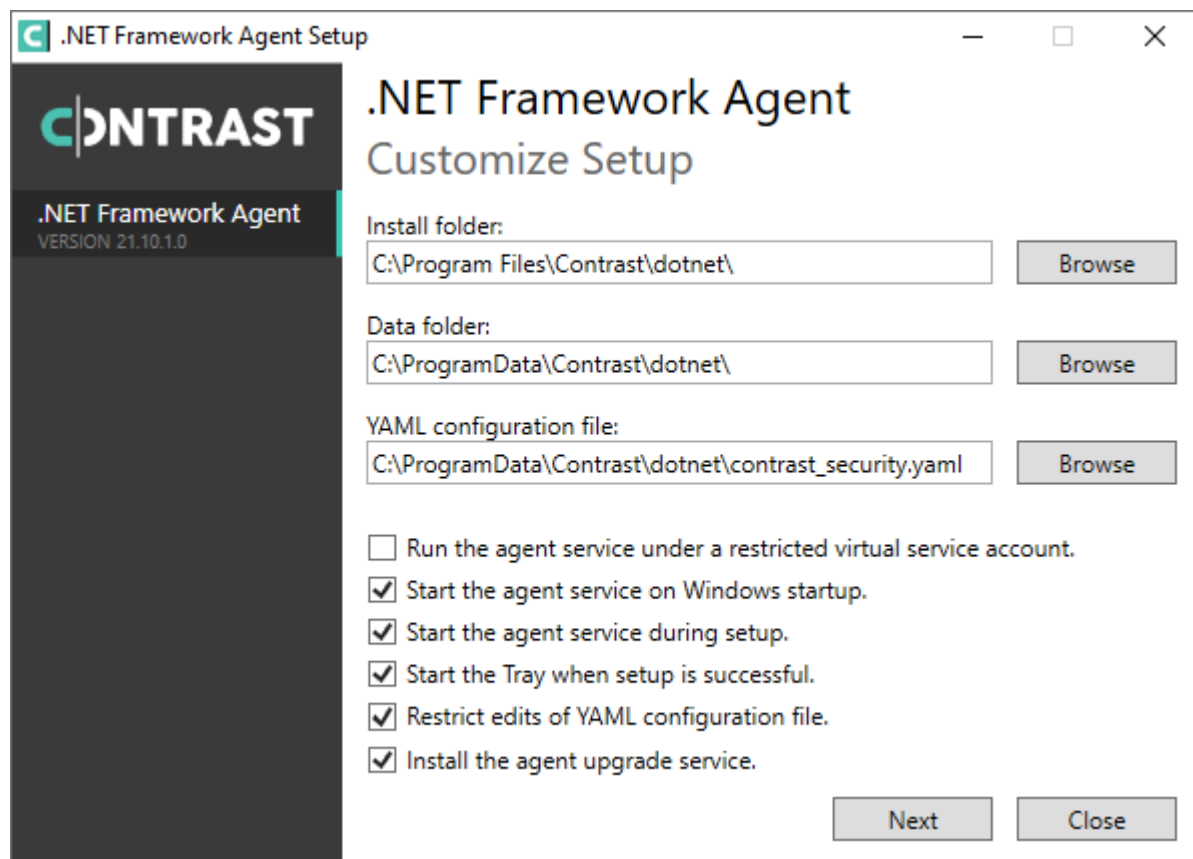 .NET Framework Agent Setup
CONTRAST
.NET Framework Agent
VERSION 21.10.1.0
.NET Framework Agent
Customize Setup
Install folder:
C:\Program Files\Contrast\dotnet\
Browse
Data folder:
C:\ProgramData\Contrast\dotnet\
Browse
YAML configuration file:
C:\ProgramData\Contrast\dotnet\contrast_security.yaml
Browse
Run the agent service under a restricted virtual service account.
Start the agent service on Windows startup.
Start the agent service during setup.
Start the Tray when setup is successful.
Restrict edits of YAML configuration file.
Install the agent upgrade service.
Next
Close